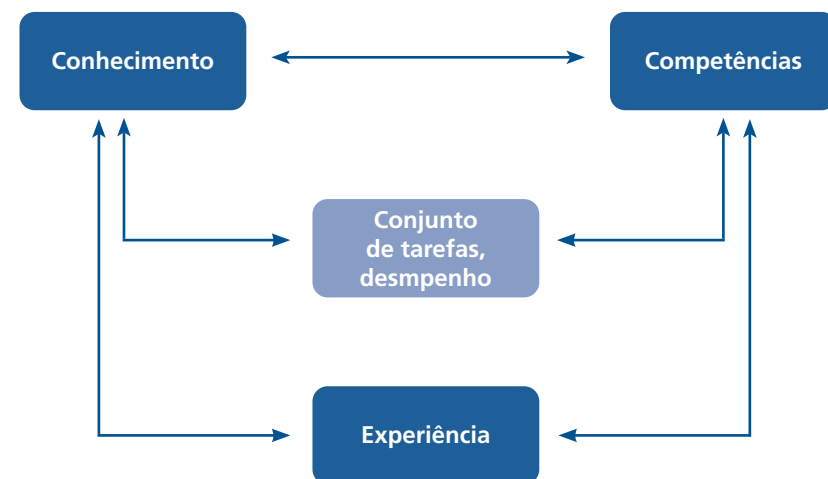 Conhecimento
Competências
Conjunto
de tarefas,
desmpenho
Experiência